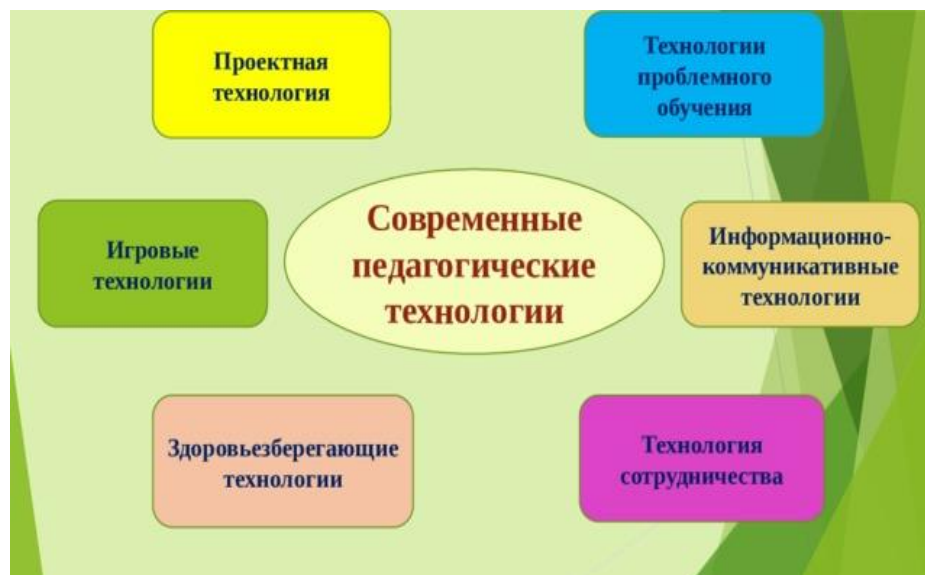 Проектная
технология
Технологии
проблемного
обучения
Игровые
технологии
Современные
педагогические
технологии
Информационно-
коммуникативные
технологии
Здоровьезберегающие
технологии
Технология
сотрудничества